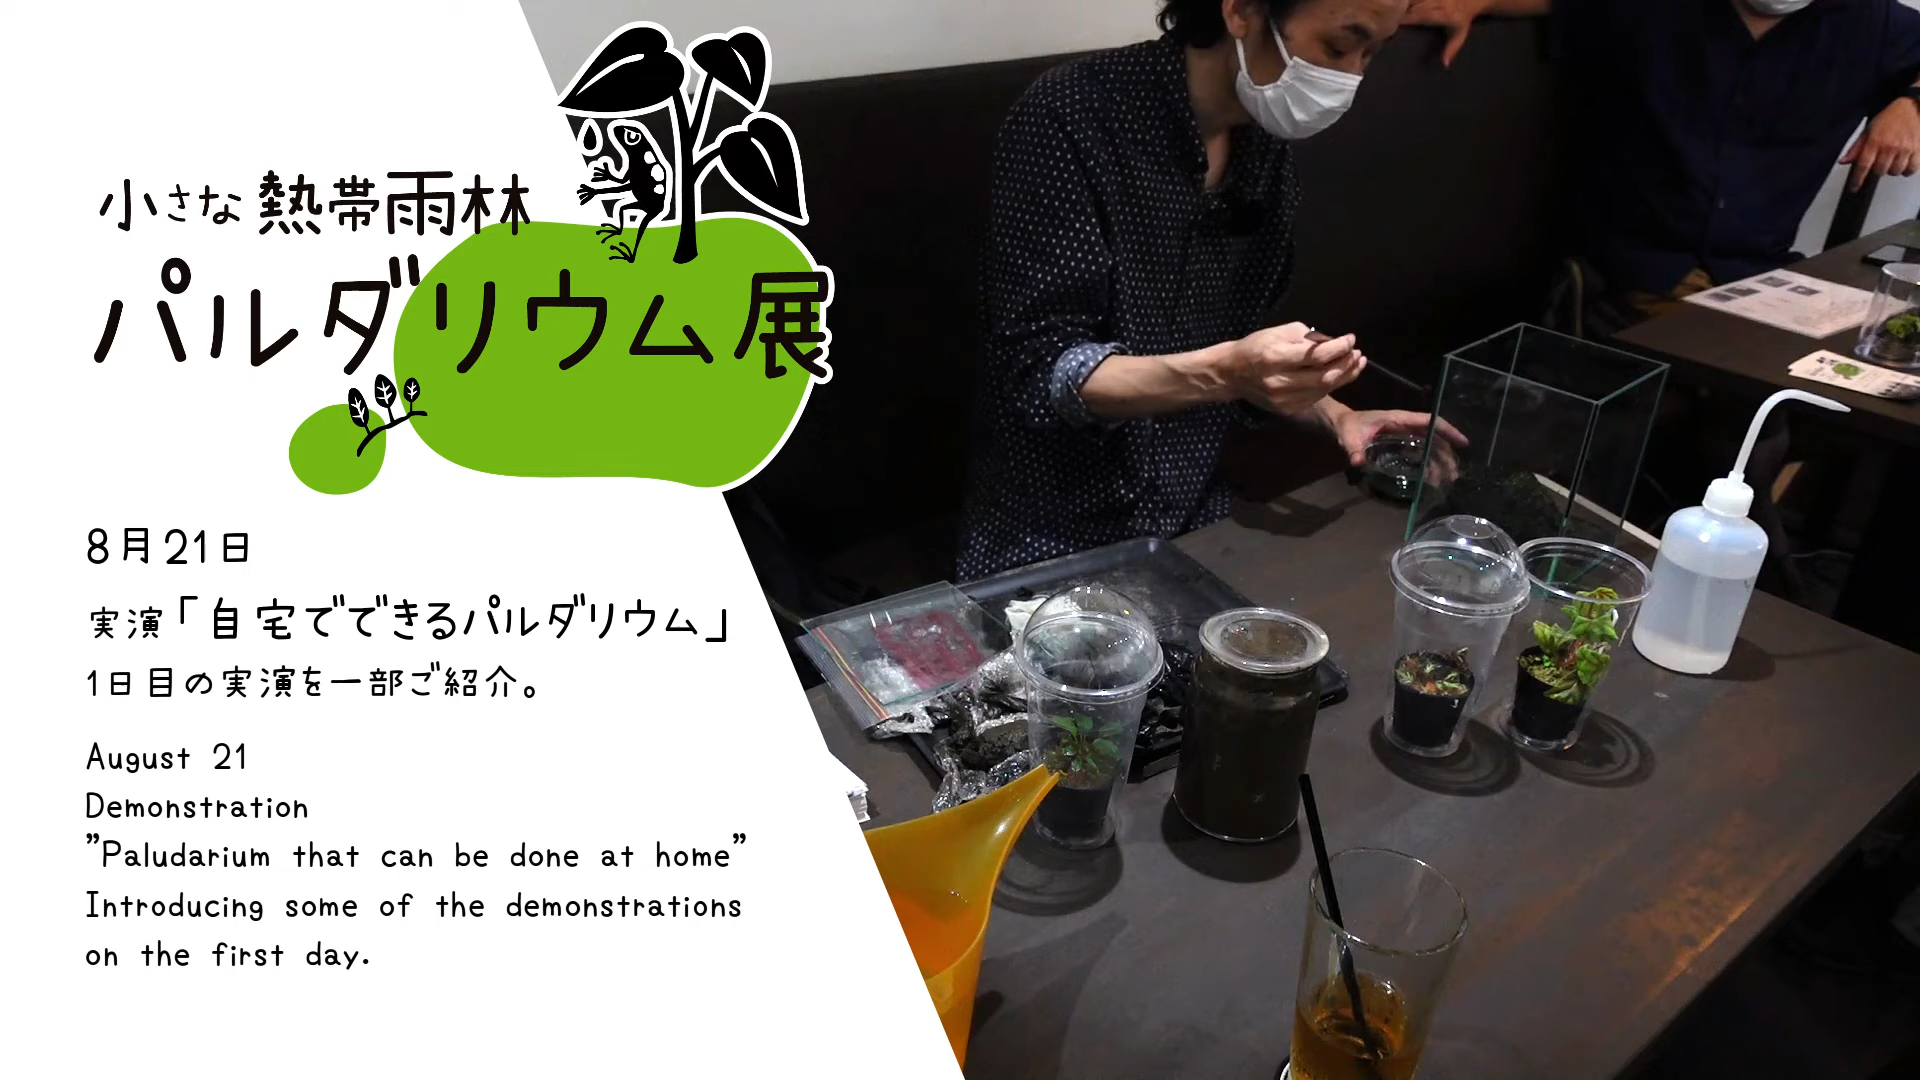 小さな熱帯雨林
パルダリウム展
8月21日
実演「自宅でできるパルダリウム」
1日目の実演を一部ご紹介。
August 21
Demonstration
”Paludarium that can be done at home”
Introducing some of the demonstrations
on the first day.